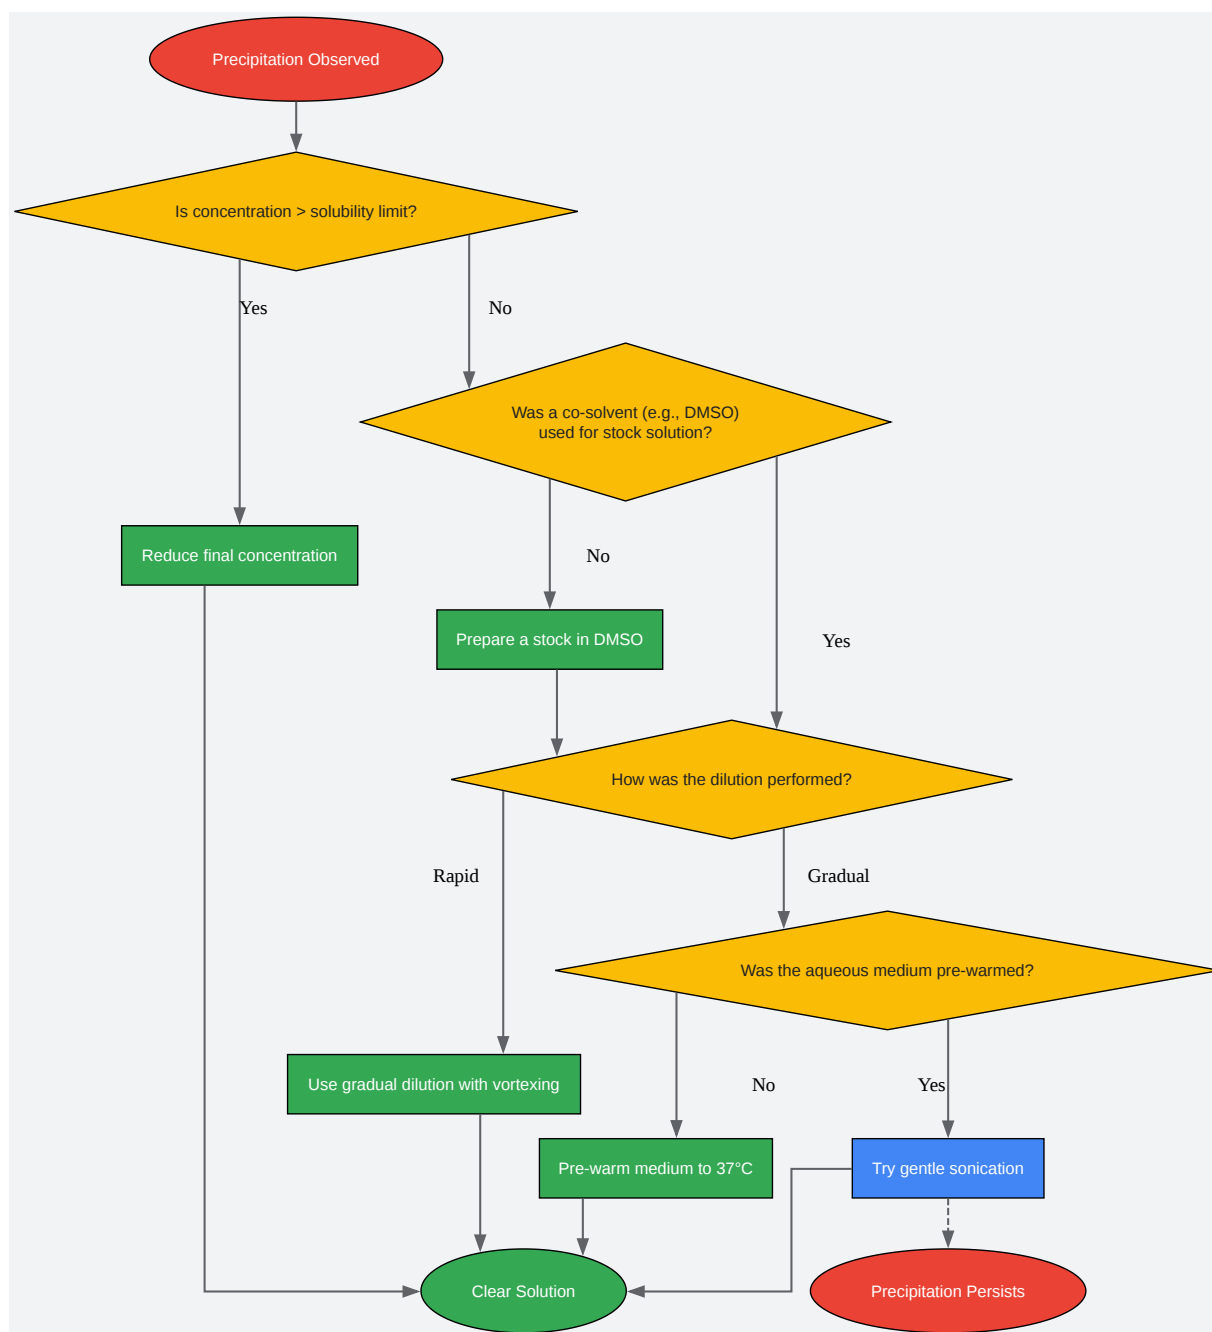 Precipitation Observed
Is concentration > solubility limit?
Yes
No
Was a co-solvent (e.g., DMSO)
used for stock solution?
Reduce final concentration
No
Prepare a stock in DMSO
Yes
How was the dilution performed?
Rapid
Gradual
Was the aqueous medium pre-warmed?
Use gradual dilution with vortexing
No
Yes
Pre-warm medium to 37°C
Try gentle sonication
Clear Solution
Precipitation Persists